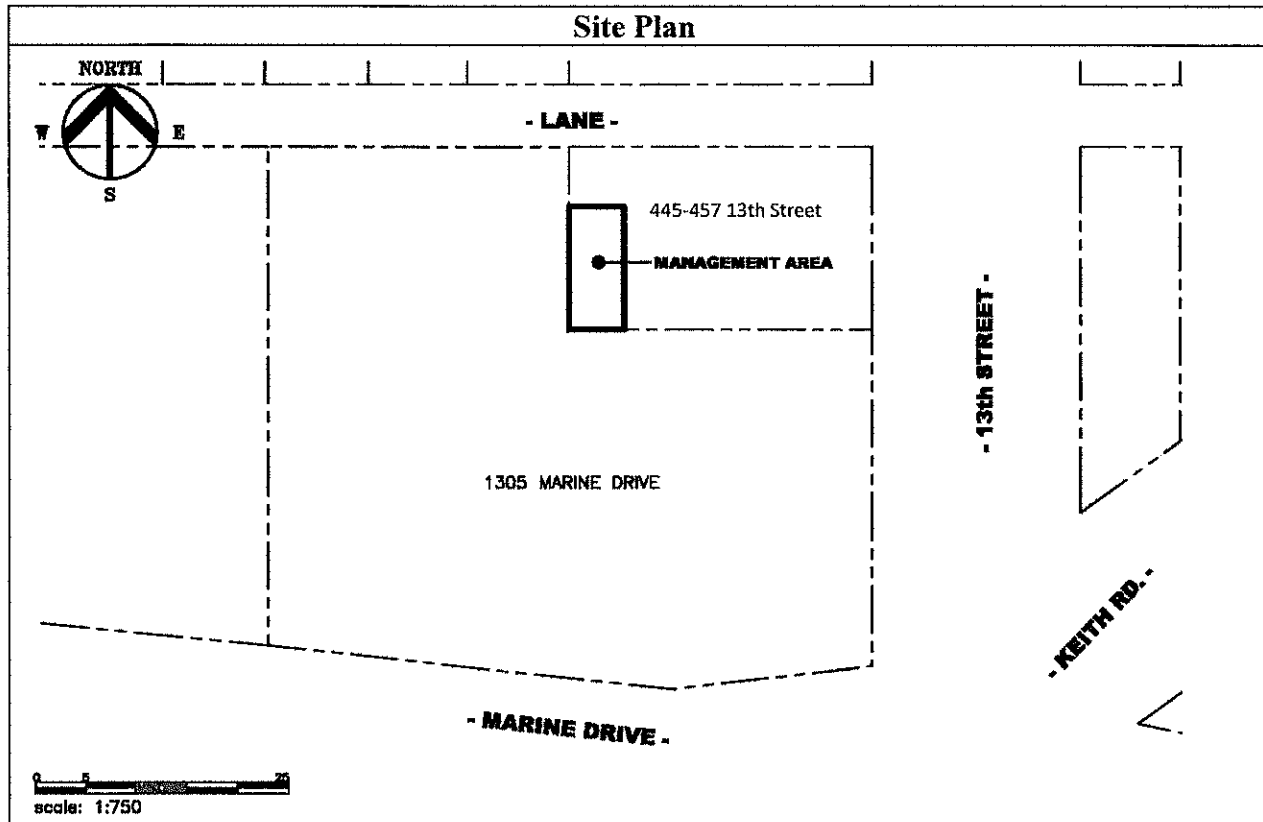 Site Plan
NORTH
W E
S
- LANE -
445-457 13th Street
MANAGEMENT AREA
- 13th STREET -
1305 MARINE DRIVE
- KEITH RD. -
- MARINE DRIVE -
0 5 25
scale: 1:750